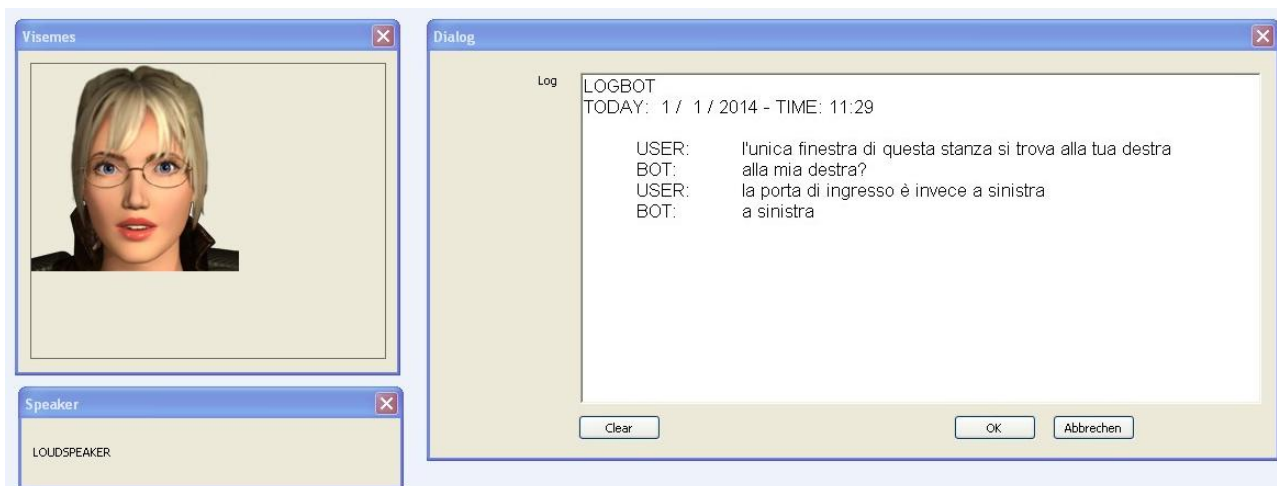 Visemes
Dialog
Log
LOGBOT
TODAY: 1 / 1 / 2014 - TIME: 11:29
USER: l'unica finestra di questa stanza si trova alla tua destra
BOT: alla mia destra?
USER: la porta di ingresso è invece a sinistra
BOT: a sinistra
Clear OK Abbrechen
Speaker
LOUDSPEAKER